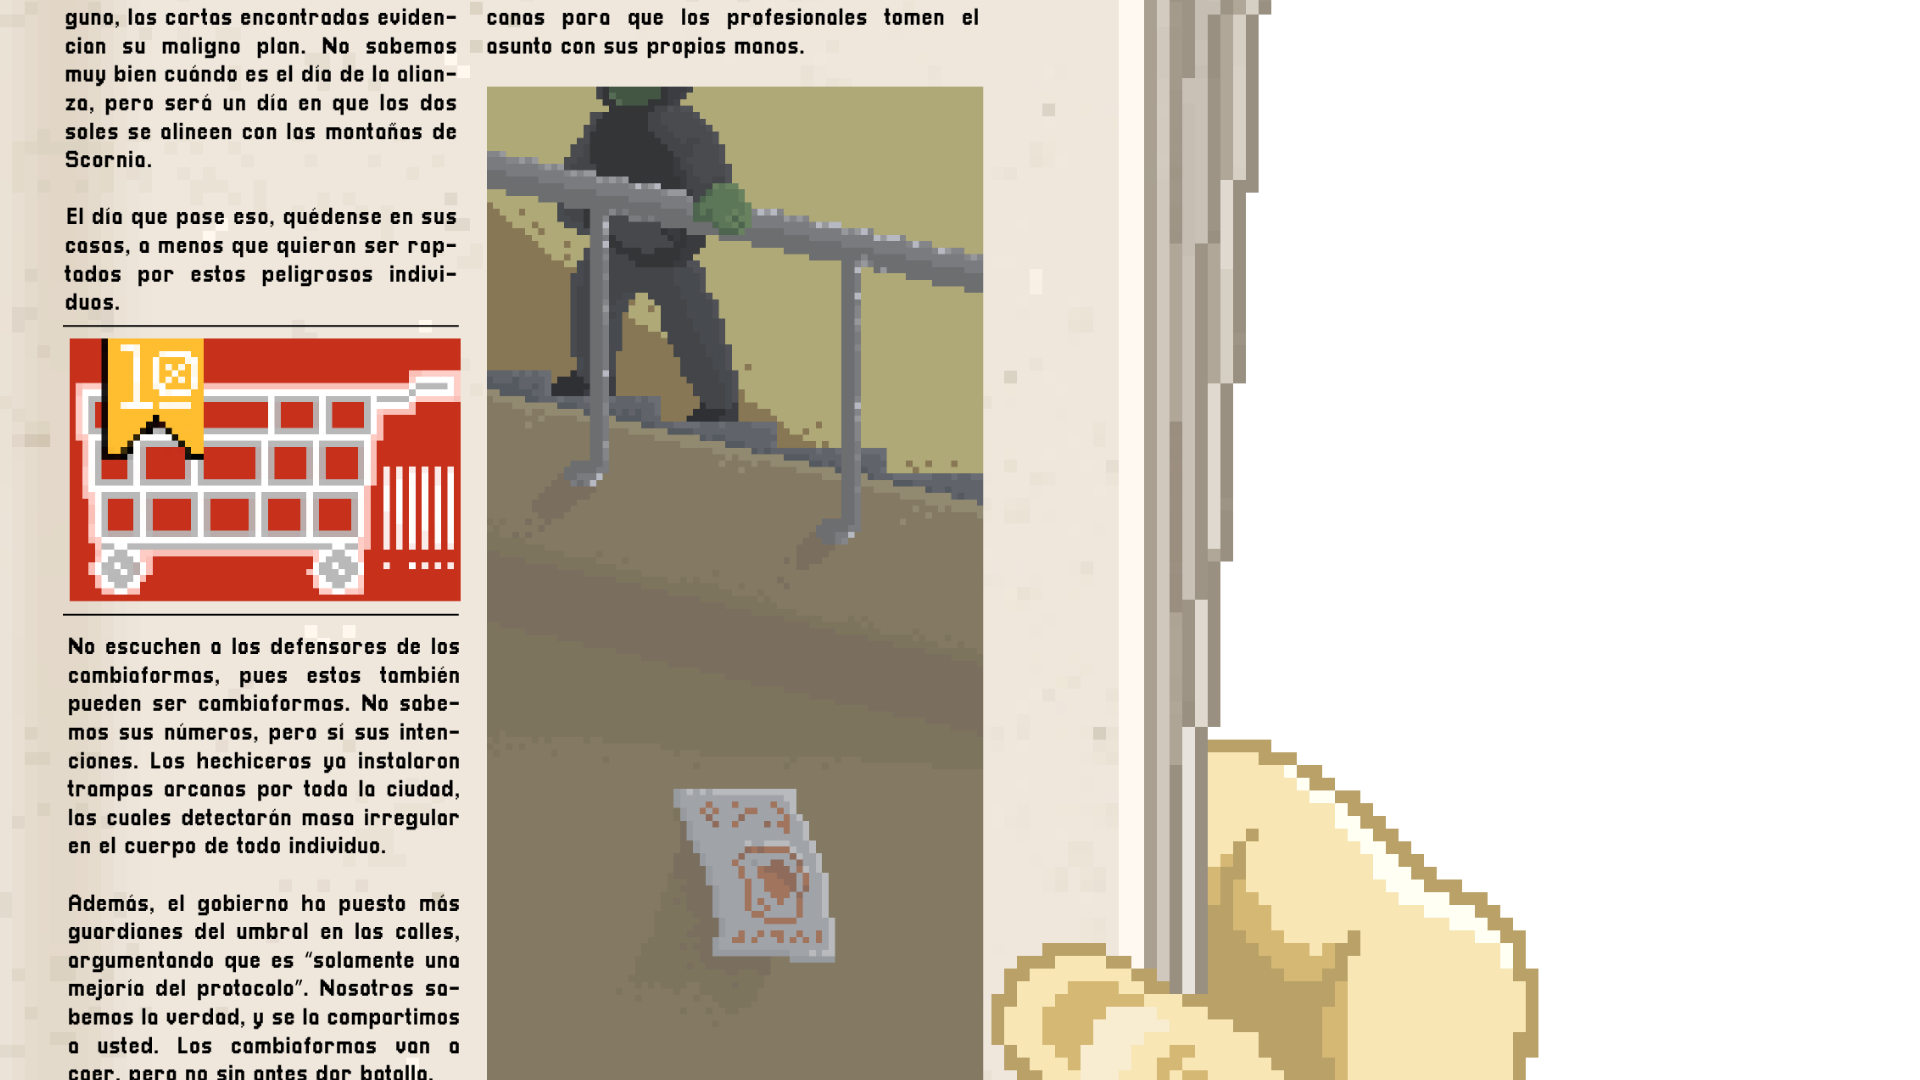 guno, las cartas encontradas eviden-
cian su maligno plan. No sabemos
muy bien cuándo es el día de la alian-
za, pero será un día en que los dos
soles se alineen con las montañas de
Scornia.
El día que pase eso, quédense en sus
casas, a menos que quieran ser rap-
tados por estos peligrosos indivi-
duos.
10
No escuchen a los defensores de los
cambiaformas, pues estos también
pueden ser cambiaformas. No sabe-
mos sus números, pero sí sus inten-
ciones. Los hechiceros ya instalaron
trampas arcanas por toda la ciudad,
las cuales detectarán masa irregular
en el cuerpo de todo individuo.
Además, el gobierno ha puesto más
guardianes del umbral en las calles,
argumentando que es "solamente una
mejoría del protocolo". Nosotros sa-
bemos la verdad, y se la compartimos
a usted. Los cambiaformas van a
caer, pero no sin antes dar batalla.
canas para que los profesionales tomen el
asunto con sus propias manos.